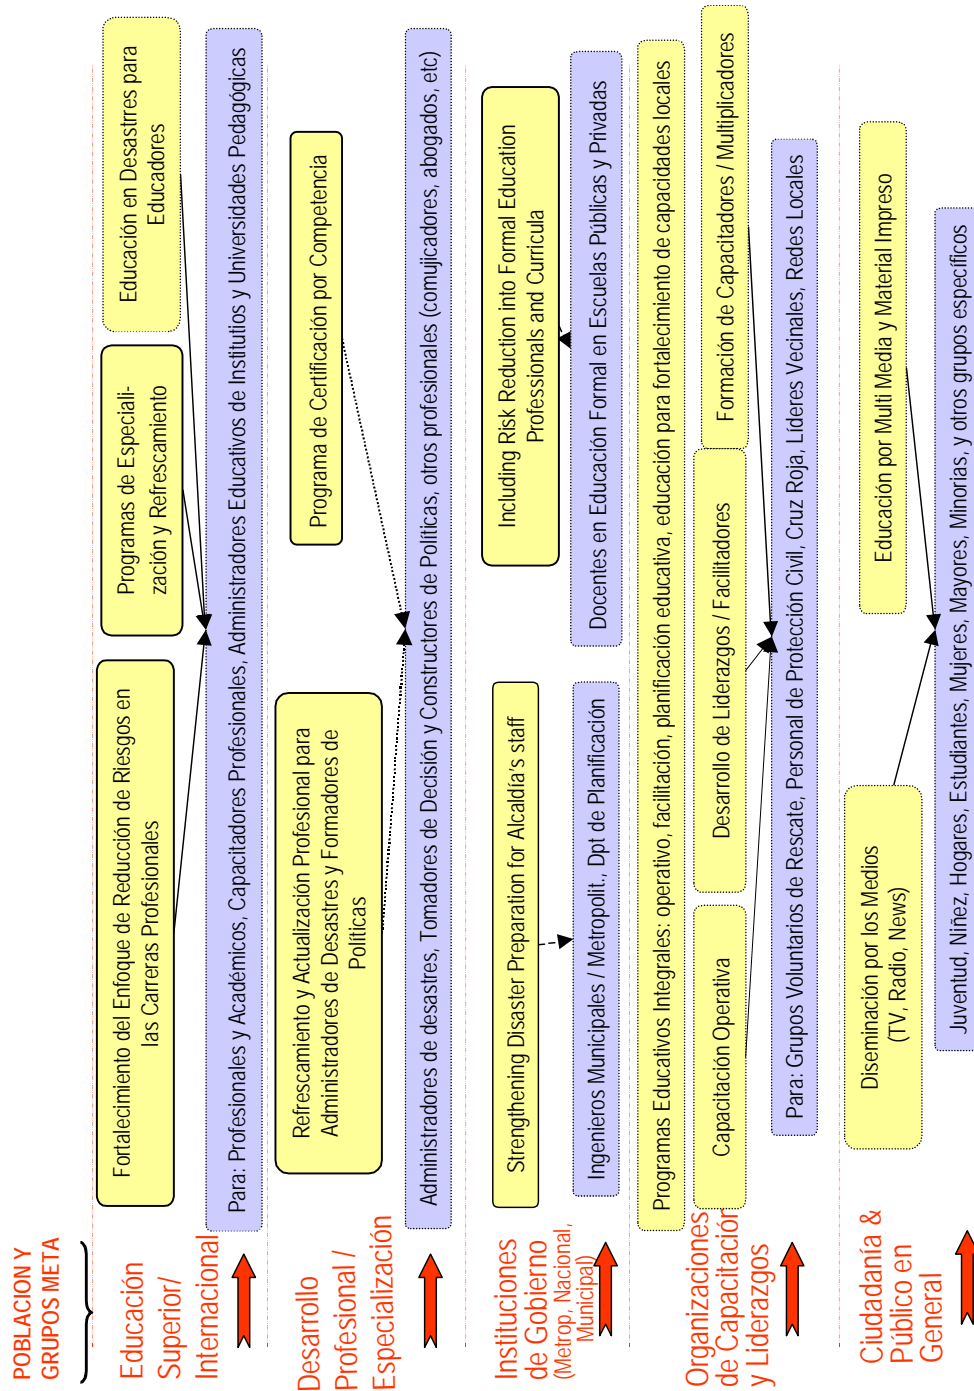 POBLACION Y
GRUPOS META
Educación
Superior/
Internacional
Fortalecimiento del Enfoque de Reducción de Riesgos en
las Carreras Profesionales
Programas de Especiali-
zación y Refrescamiento
Educación en Desastrres para
Educadores
Para: Profesionales y Académicos, Capacitadores Profesionales, Administradores Educativos de Institutios y Universidades Pedagógicas
Desarrollo
Profesional /
Especialización
Refrescamiento y Actualización Profesional para
Administradores de Desastres y Formadores de
Políticas
Programa de Certificación por Competencia
Administradores de desastres, Tomadores de Decisión y Constructores de Políticas, otros profesionales (comujicadores, abogados, etc)
Instituciones
de Gobierno
(Metrop, Nacional,
Municipal)
Strengthening Disaster Preparation for Alcaldía's staff
Including Risk Reduction into Formal Education
Professionals and Curricula
Ingenieros Municipales / Metropolit., Dpt de Planificación
Docentes en Educación Formal en Escuelas Públicas y Privadas
Organizaciones
de Capacitación
y Liderazgos
Programas Educativos Integrales: operativo, facilitación, planificación educativa, educación para fortalecimiento de capacidades locales
Capacitación Operativa
Desarrollo de Liderazgos / Facilitadores
Formación de Capacitadores / Multiplicadores
Para: Grupos Voluntarios de Rescate, Personal de Protección Civil, Cruz Roja, Líderes Vecinales, Redes Locales
Ciudadanía &
Público en
General
Diseminación por los Medios
(TV, Radio, News)
Educación por Multi Media y Material Impreso
Juventud, Niñez, Hogares, Estudiantes, Mujeres, Mayores, Minorias, y otros grupos específicos